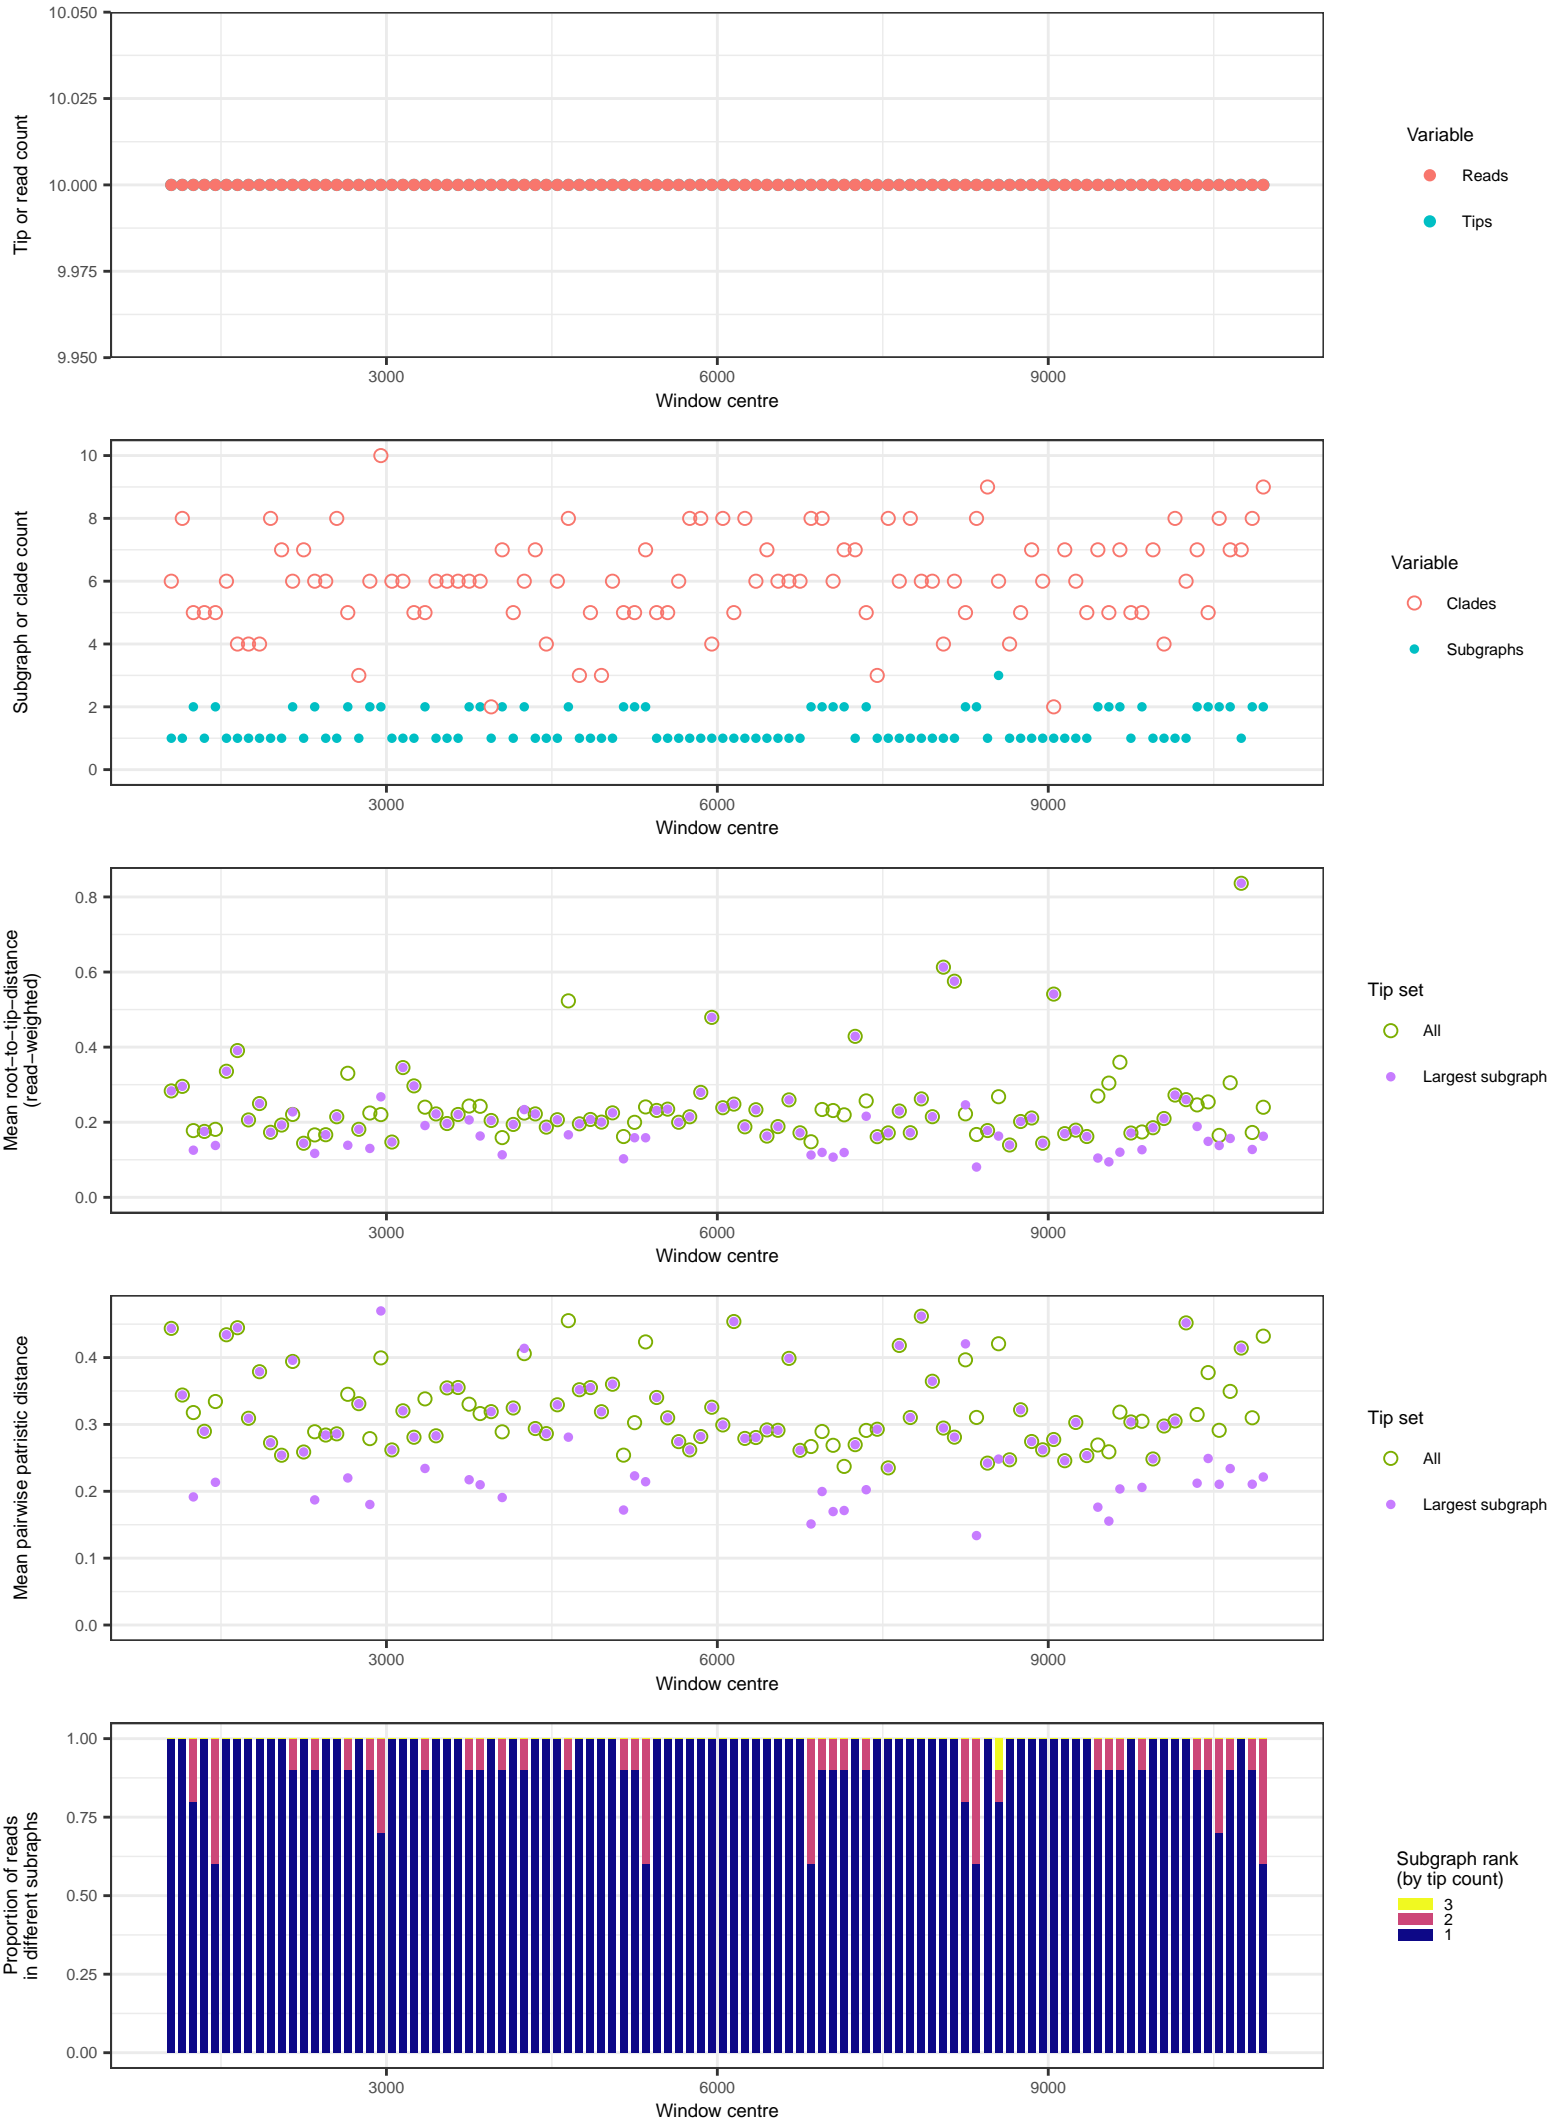 10.050
10.025
10.000
9.975
9.950
Tip or read count
3000 6000 9000
Window centre
Variable
Reads
Tips
10
8
6
4
2
0
Subgraph or clade count
3000 6000 9000
Window centre
Variable
Clades
Subgraphs
0.8
0.6
0.4
0.2
0.0
Mean root−to−tip−distance
(read−weighted)
3000 6000 9000
Window centre
Tip set
All
Largest subgraph
0.4
0.3
0.2
0.1
0.0
Mean pairwise patristic distance
3000 6000 9000
Window centre
Tip set
All
Largest subgraph
1.00
0.75
0.50
0.25
0.00
Proportion of reads
in different subraphs
3000 6000 9000
Window centre
Subgraph rank
(by tip count)
3
2
1